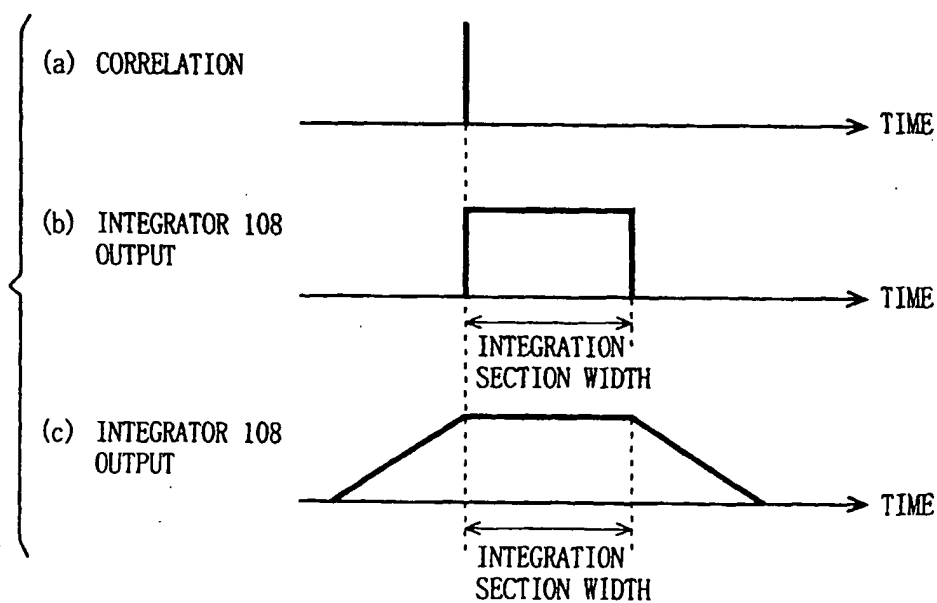 (a) CORRELATION
TIME
(b) INTEGRATOR 108
OUTPUT
TIME
INTEGRATION
SECTION WIDTH
(c) INTEGRATOR 108
OUTPUT
TIME
INTEGRATION
SECTION WIDTH